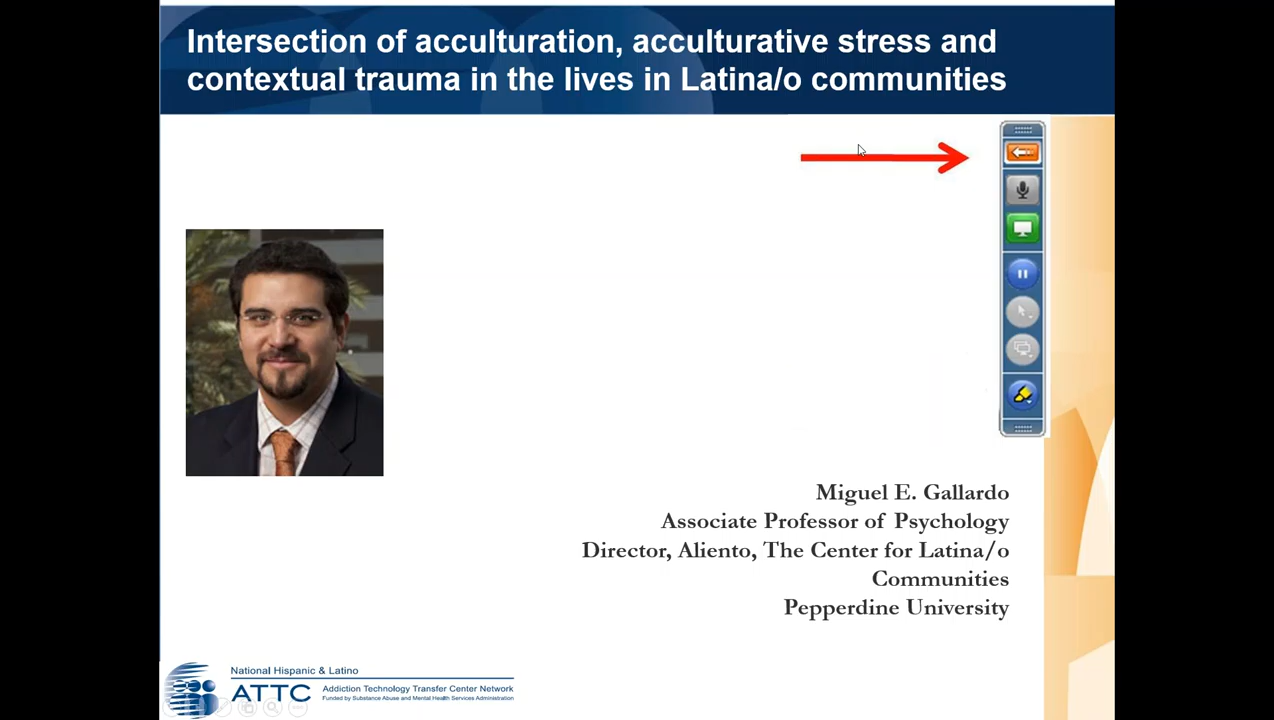 Intersection of acculturation, acculturative stress and
contextual trauma in the lives in Latina/o communities
Miguel E. Gallardo
Associate Professor of Psychology
Director, Aliento, The Center for Latina/o
Communities
Pepperdine University
National Hispanic & Latino
ATTC
Addiction Technology Transfer Center Network
Funded by Substance Abuse and Mental Health Services Administration